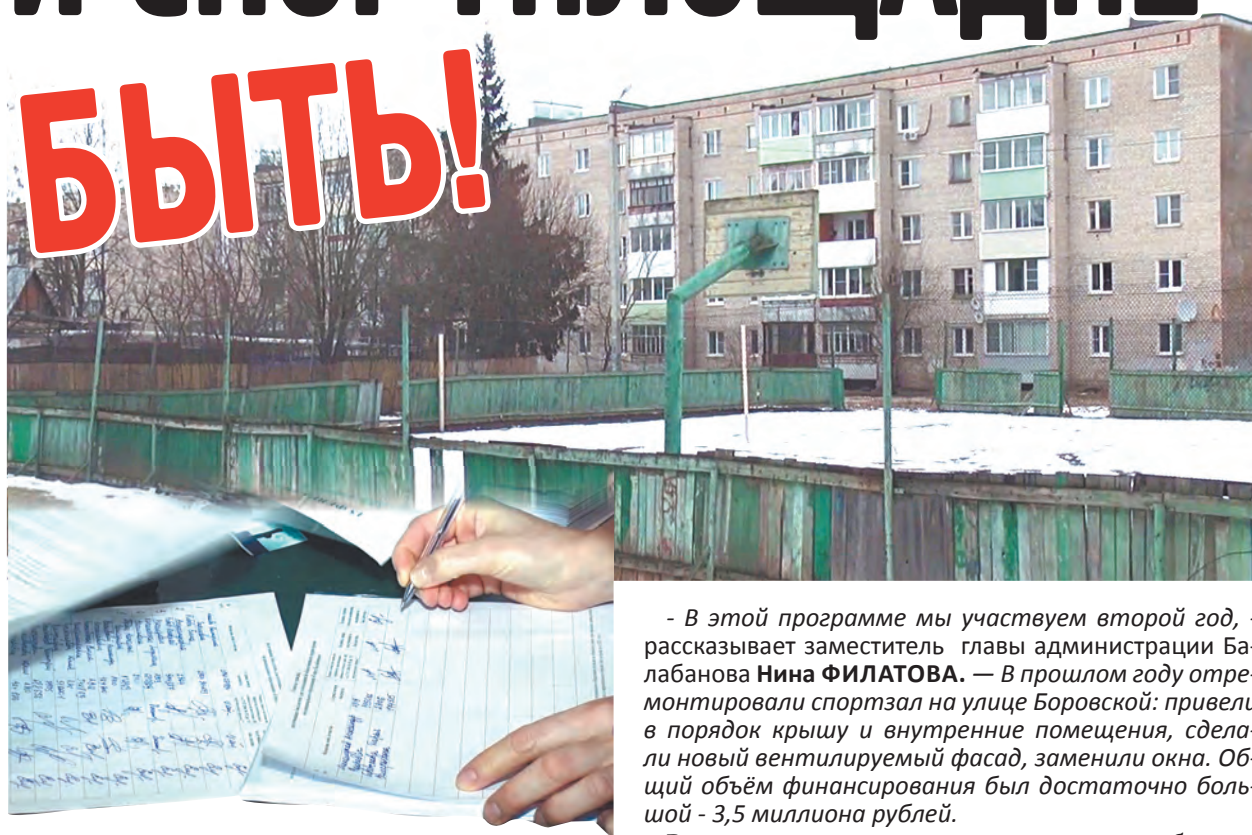 И СПОРТПЛОЩАДКЕ
БЫТЬ!
- В этой программе мы участвуем второй год, -
рассказывает заместитель главы администрации Ба-
лабанова Нина ФИЛАТОВА. — В прошлом году отре-
монтировали спортзал на улице Боровской: привели
в порядок крышу и внутренние помещения, сдела-
ли новый вентилируемый фасад, заменили окна. Об-
щий объём финансирования был достаточно боль-
шой - 3,5 миллиона рублей.